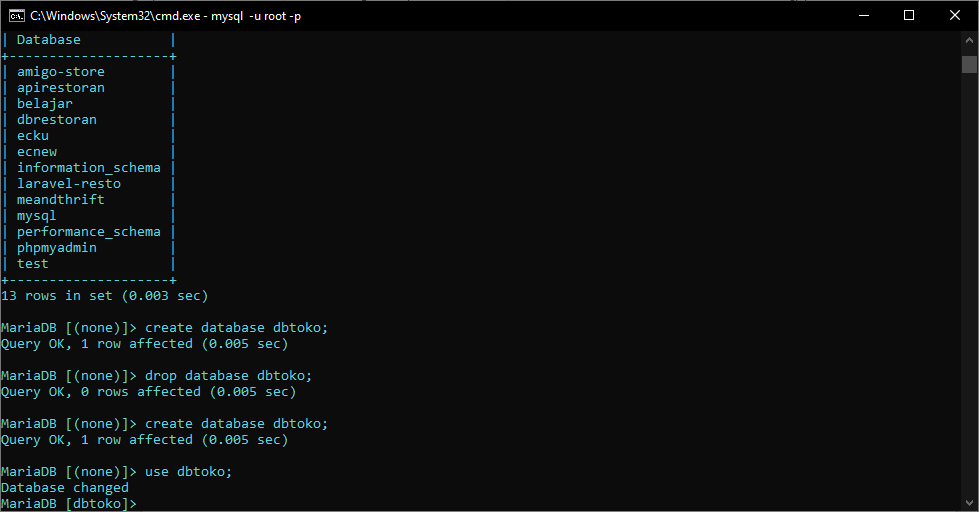 C:\Windows\System32\cmd.exe - mysql  -u root -p
| Database           |
+--------------------+
| amigo-store        |
| apirestoran        |
| belajar            |
| dbrestoran         |
| ecku               |
| ecnew              |
| information_schema |
| laravel-resto      |
| meandthrift        |
| mysql              |
| performance_schema |
| phpmyadmin         |
| test               |
+--------------------+
13 rows in set (0.003 sec)
MariaDB [(none)]> create database dbtoko;
Query OK, 1 row affected (0.005 sec)
MariaDB [(none)]> drop database dbtoko;
Query OK, 0 rows affected (0.005 sec)
MariaDB [(none)]> create database dbtoko;
Query OK, 1 row affected (0.005 sec)
MariaDB [(none)]> use dbtoko;
Database changed
MariaDB [dbtoko]>